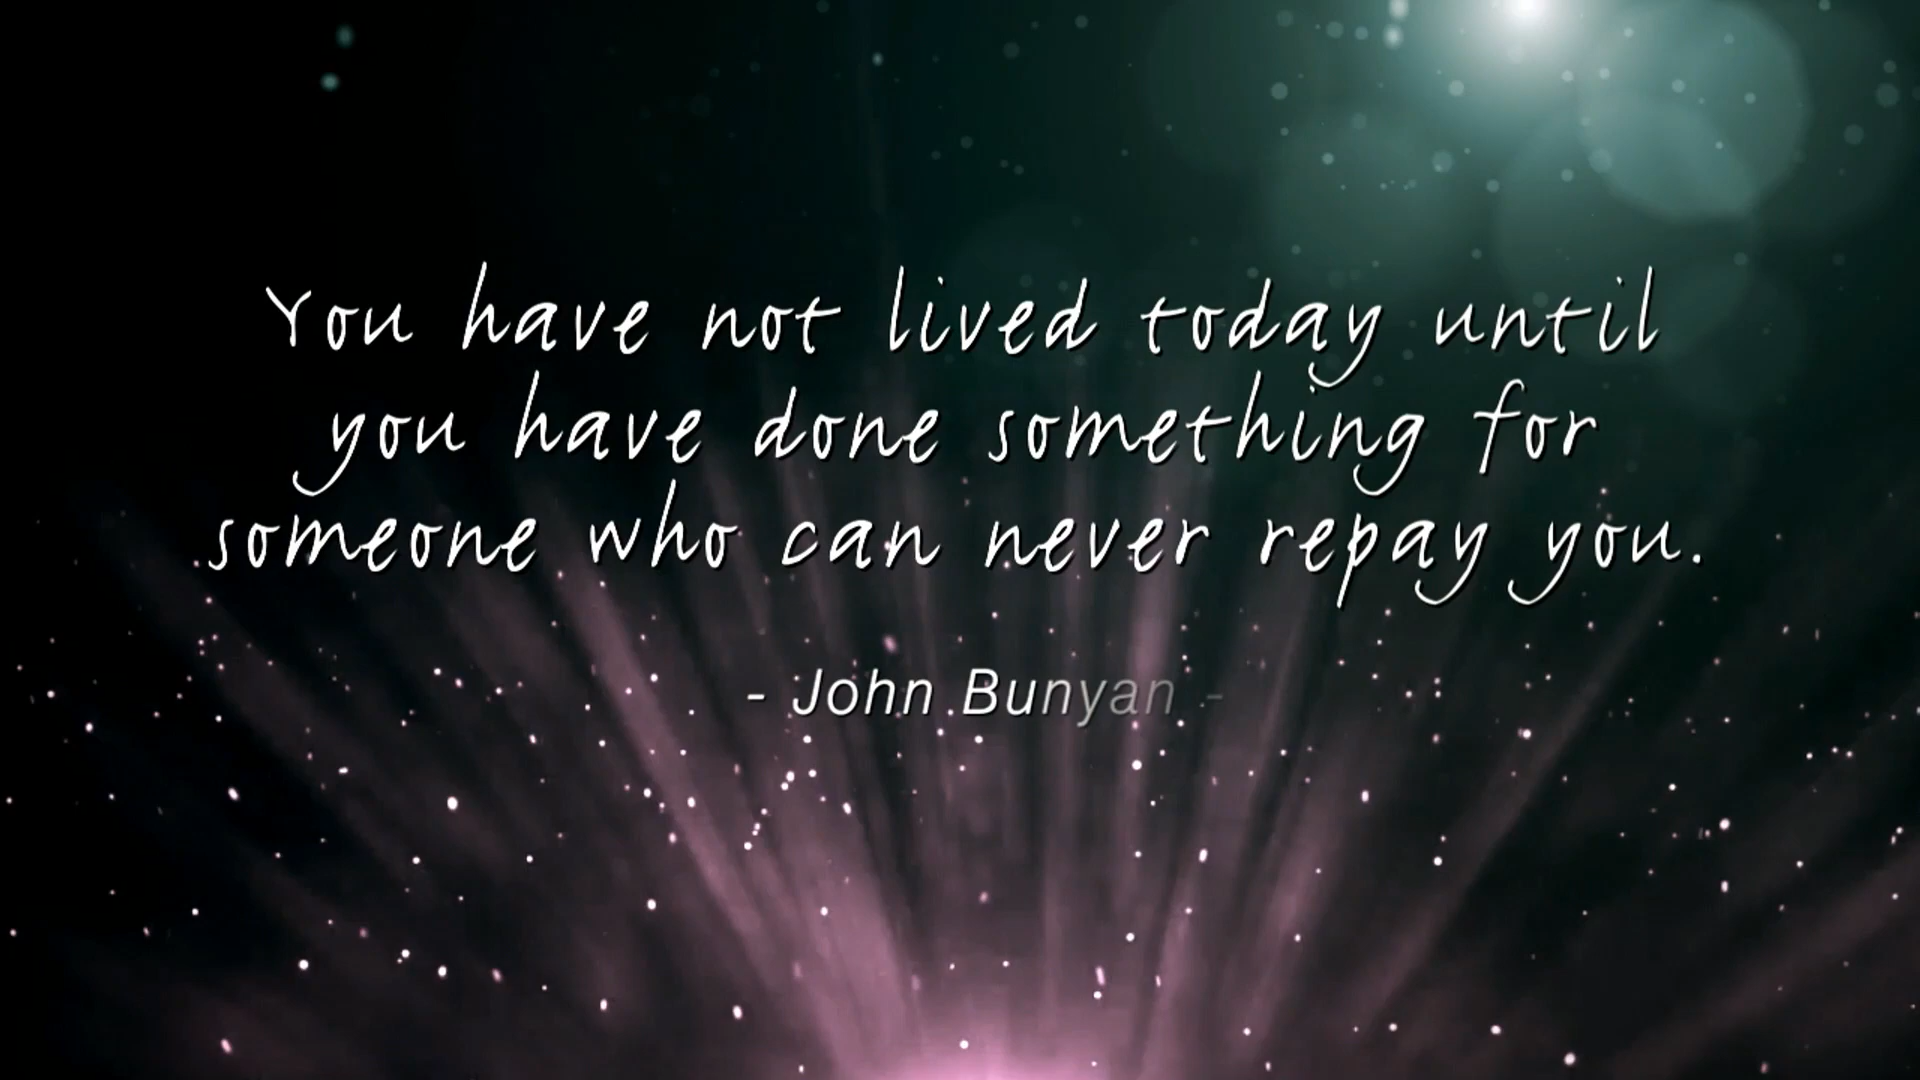 You have not lived today until
you have done something for
someone who can never repay you.
- John Bunyan -